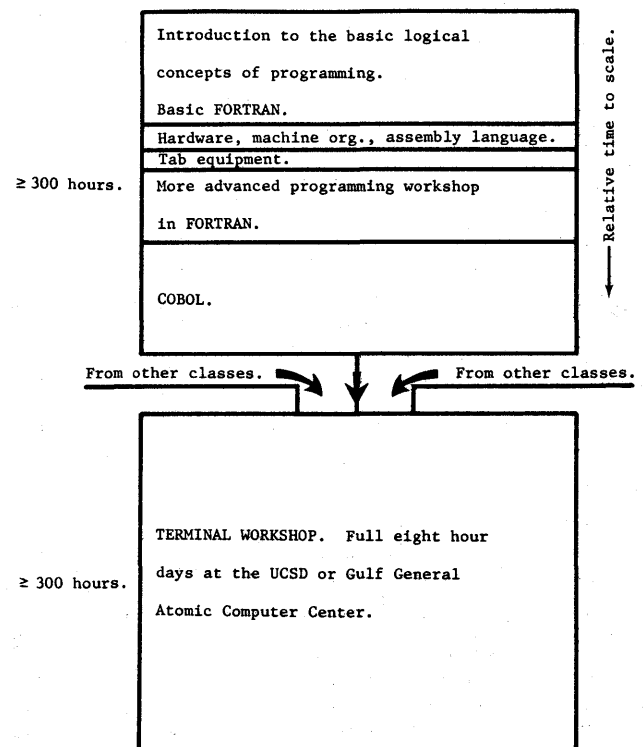 Introduction to the basic logical
concepts of programming.
Basic FORTRAN.
Hardware, machine org., assembly language.
Tab equipment.
≥ 300 hours.
More advanced programming workshop
in FORTRAN.
COBOL.
Relative time to scale.
From other classes.
From other classes.
TERMINAL WORKSHOP. Full eight hour
days at the UCSD or Gulf General
≥ 300 hours.
Atomic Computer Center.